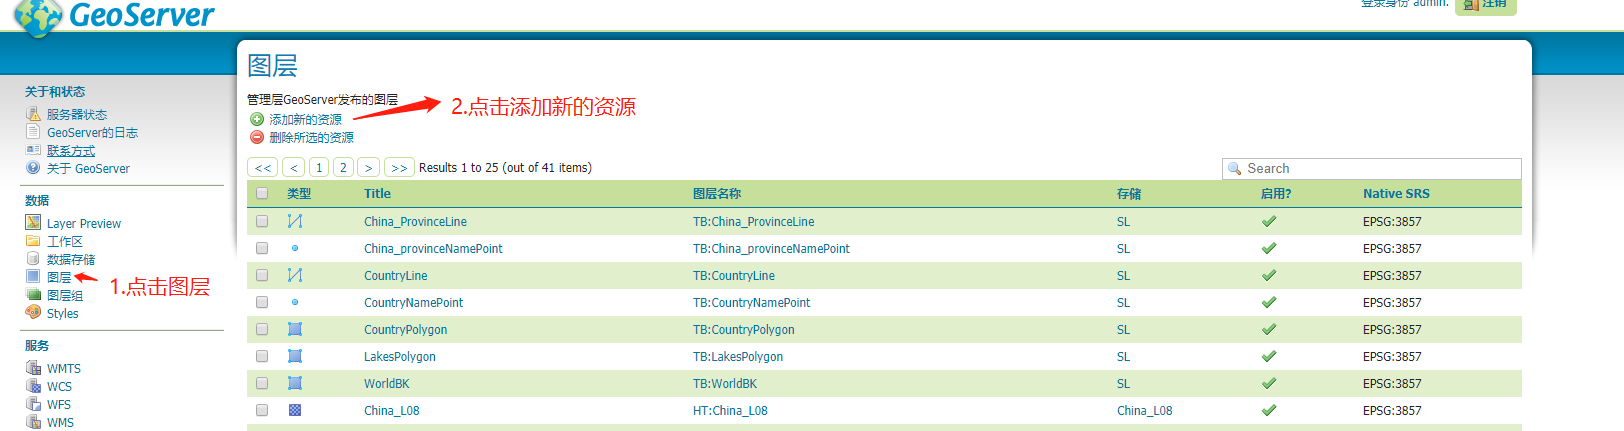 GeoServer
登录身份 admin.
注销
关于和状态
服务器状态
GeoServer的日志
联系方式
关于 GeoServer
数据
Layer Preview
工作区
数据存储
图层
1.点击图层
图层组
Styles
服务
WMTS
WCS
WFS
WMS
图层
管理层GeoServer发布的图层
添加新的资源
2.点击添加新的资源
删除所选的资源
<< < 1 2 > >> Results 1 to 25 (out of 41 items) Search
类型 Title 图层名称 存储 启用? Native SRS
China_ProvinceLine TB:China_ProvinceLine SL EPSG:3857
China_provinceNamePoint TB:China_provinceNamePoint SL EPSG:3857
CountryLine TB:CountryLine SL EPSG:3857
CountryNamePoint TB:CountryNamePoint SL EPSG:3857
CountryPolygon TB:CountryPolygon SL EPSG:3857
LakesPolygon TB:LakesPolygon SL EPSG:3857
WorldBK TB:WorldBK SL EPSG:3857
China_L08 HT:China_L08 China_L08 EPSG:3857